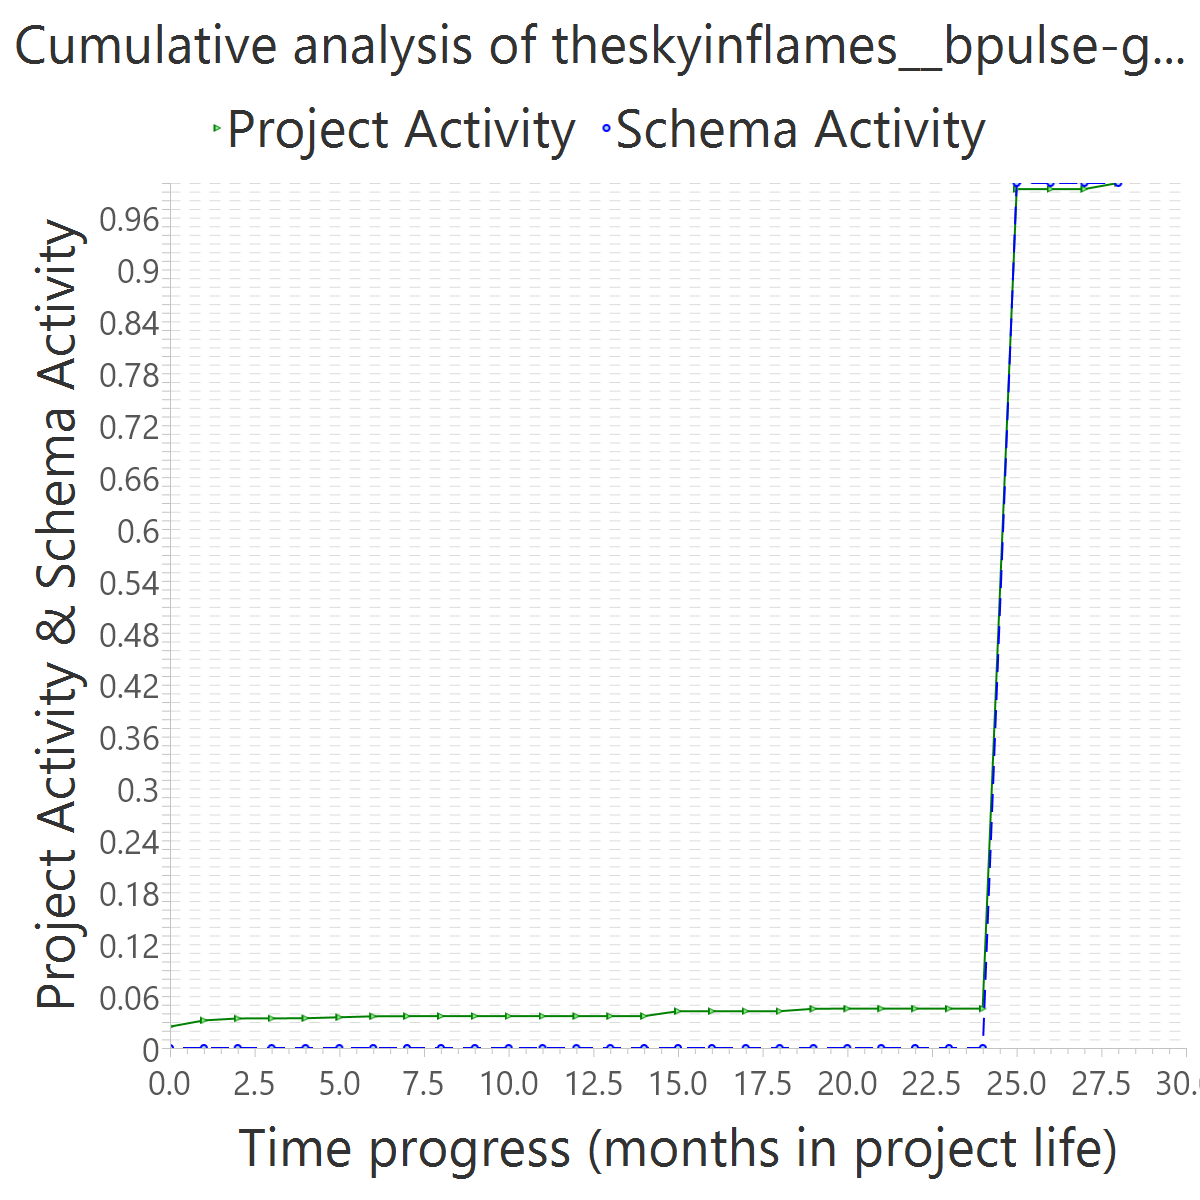 Cumulative analysis of theskyinflames__bpulse-g...
Project Activity
Schema Activity
Project Activity & Schema Activity
0.96
0.9
0.84
0.78
0.72
0.66
0.6
0.54
0.48
0.42
0.36
0.3
0.24
0.18
0.12
0.06
0
0.0 2.5 5.0 7.5 10.0 12.5 15.0 17.5 20.0 22.5 25.0 27.5 30.
Time progress (months in project life)